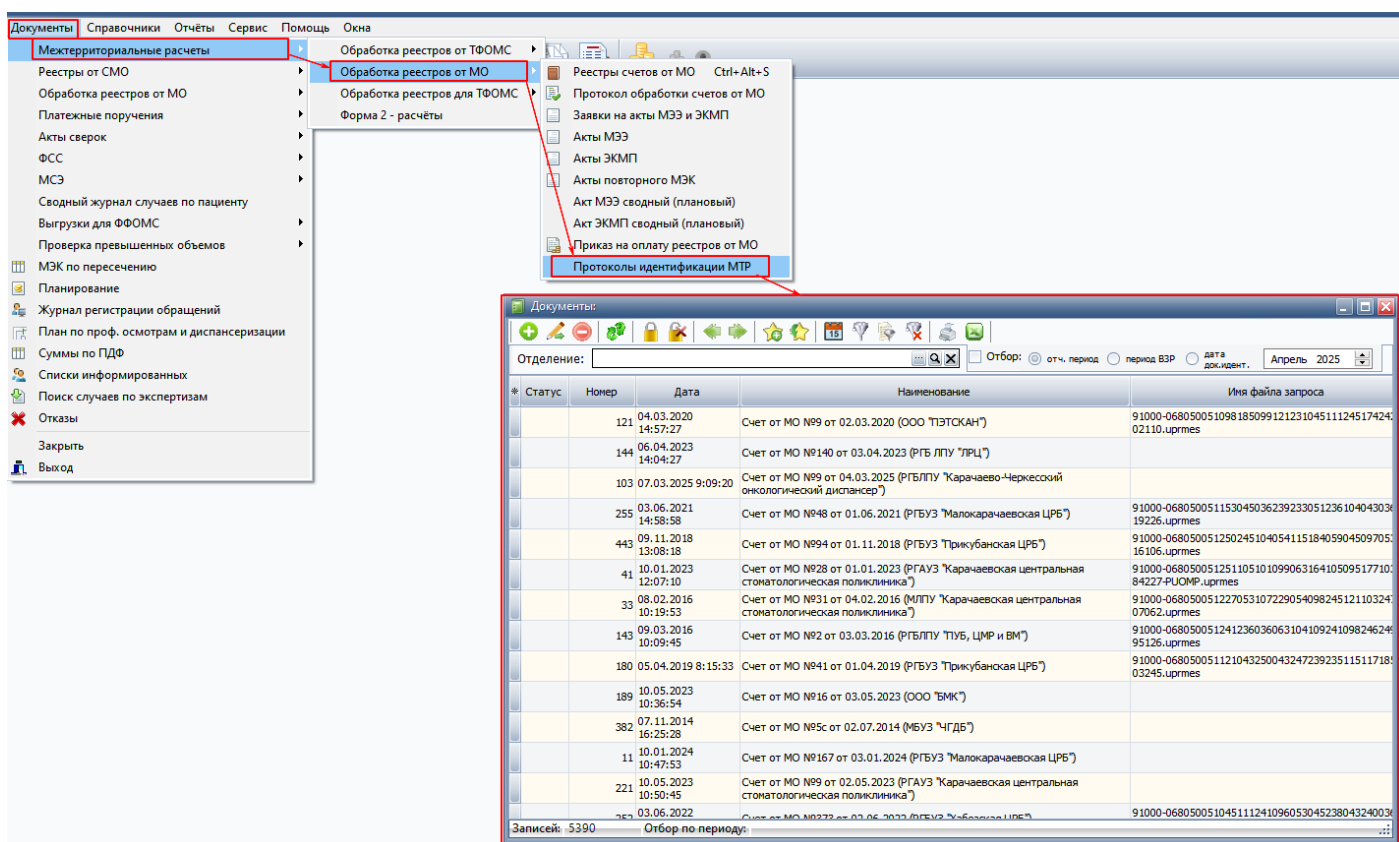 Документы Справочники Отчёты Сервис Помощь Окна
Межтерриториальные расчеты
Реестры от СМО
Обработка реестров от МО
Платежные поручения
Акты сверок
ФСС
МСЭ
Сводный журнал случаев по пациенту
Выгрузки для ФФОМС
Проверка превышенных объемов
МЭК по пересечению
Планирование
Журнал регистрации обращений
План по проф. осмотрам и диспансеризации
Суммы по ПДФ
Списки информированных
Поиск случаев по экспертизам
Отказы
Закрыть
Выход
Обработка реестров от ТФОМС
Обработка реестров от МО
Обработка реестров для ТФОМС
Форма 2 - расчёты
Реестры счетов от МО Ctrl+Alt+S
Протокол обработки счетов от МО
Заявки на акты МЭЭ и ЭКМП
Акты МЭЭ
Акты ЭКМП
Акты повторного МЭК
Акт МЭЭ сводный (плановый)
Акт ЭКМП сводный (плановый)
Приказ на оплату реестров от МО
Протоколы идентификации МТР
Документы:
15
Отделение: Отбор: отч. период период ВЗР дата док.идент. Апрель 2025
* Статус Номер Дата Наименование Имя файла запроса
121 04.03.2020 14:57:27 Счет от МО №9 от 02.03.2020 (ООО "ПЭТСКАН")
02110.uprmes
144 06.04.2023 14:04:27 Счет от МО №140 от 03.04.2023 (РГБ ЛПУ "ЛРЦ")
103 07.03.2025 9:09:20 Счет от МО №9 от 04.03.2025 (РГБЛПУ "Карачаево-Черкесский
онкологический диспансер")
255 03.06.2021 14:58:58 Счет от МО №48 от 01.06.2021 (РГБУЗ "Малокарачаевская ЦРБ")
19226.uprmes
443 09.11.2018 13:08:18 Счет от МО №94 от 01.11.2018 (РГБУЗ "Прикубанская ЦРБ")
16106.uprmes
41 10.01.2023 12:07:10 Счет от МО №28 от 01.01.2023 (РГАУЗ "Карачаевская центральная
стоматологическая поликлиника") 84227-PUOMP.uprmes
33 08.02.2016 10:19:53 Счет от МО №31 от 04.02.2016 (МЛПУ "Карачаевская центральная
стоматологическая поликлиника") 07062.uprmes
143 09.03.2016 10:09:45 Счет от МО №2 от 03.03.2016 (РГБЛПУ "ПУБ, ЦМР и ВМ")
95126.uprmes
180 05.04.2019 8:15:33 Счет от МО №41 от 01.04.2019 (РГБУЗ "Прикубанская ЦРБ")
03245.uprmes
189 10.05.2023 10:36:54 Счет от МО №16 от 03.05.2023 (ООО "БМК")
382 07.11.2014 16:25:28 Счет от МО №5с от 02.07.2014 (МБУЗ "ЧГДБ")
11 10.01.2024 10:47:53 Счет от МО №167 от 03.01.2024 (РГБУЗ "Малокарачаевская ЦРБ")
221 10.05.2023 10:50:45 Счет от МО №9 от 02.05.2023 (РГАУЗ "Карачаевская центральная
стоматологическая поликлиника")
03.06.2022
Записей: 5390 Отбор по периоду: